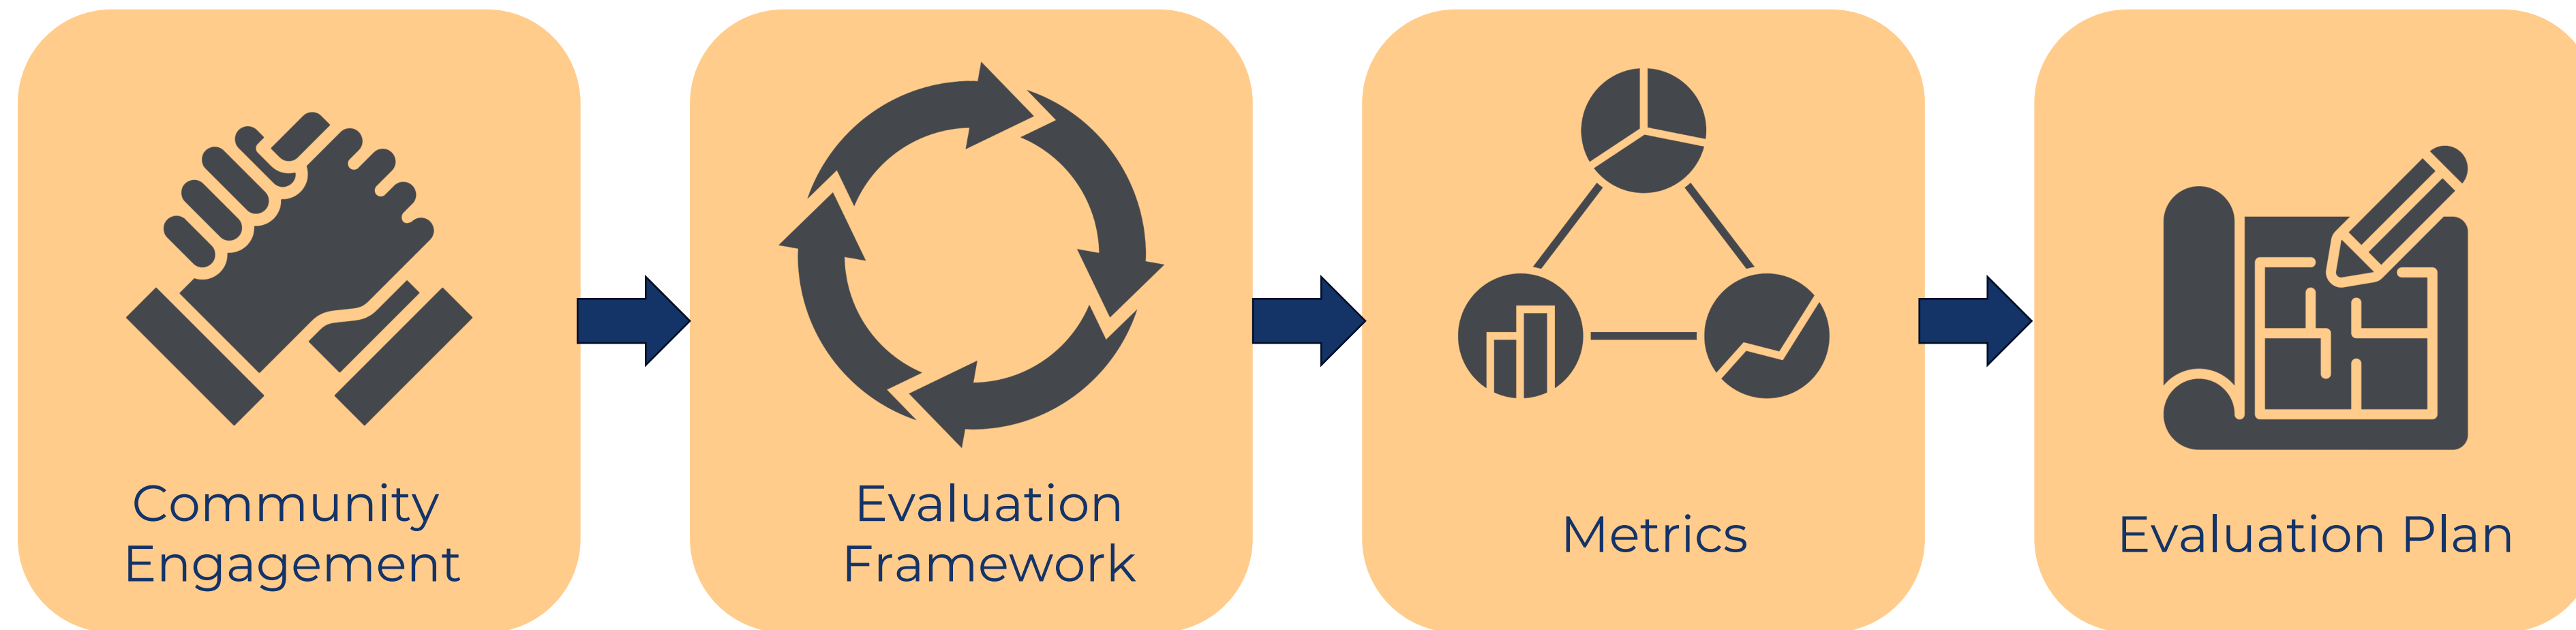 Community
Engagement
Evaluation
Framework
Metrics
Evaluation Plan